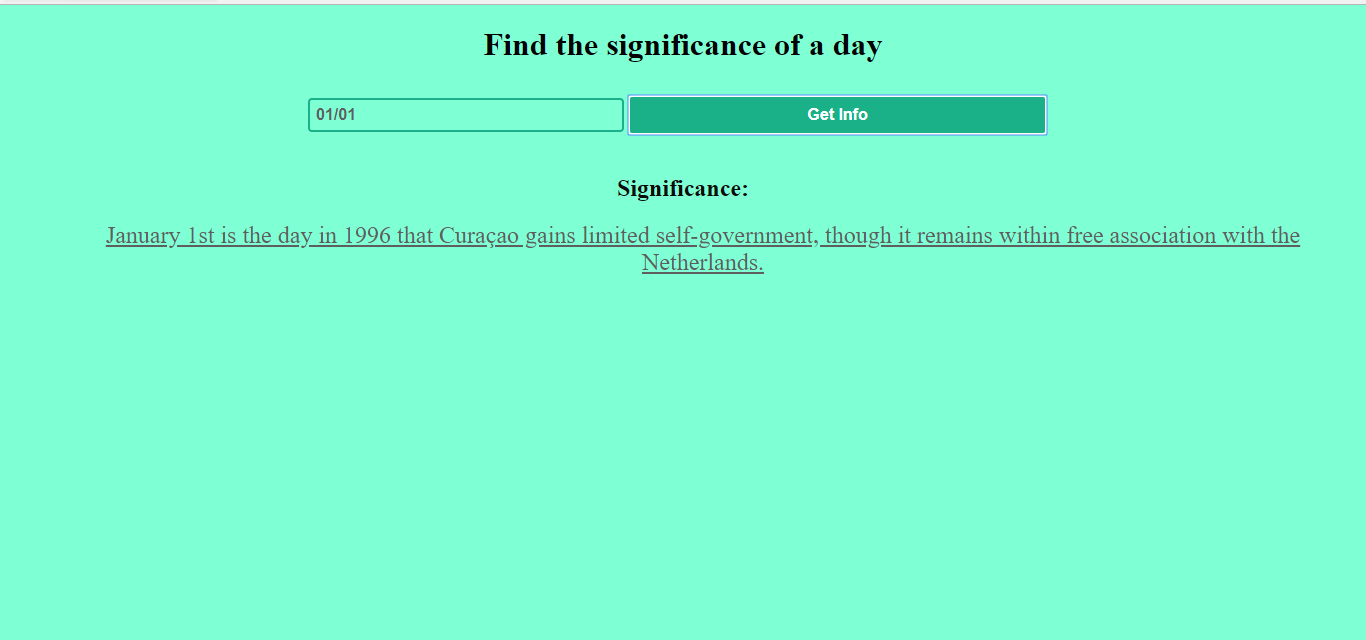 Find the significance of a day
01/01 Get Info
Significance:
January 1st is the day in 1996 that Curaçao gains limited self-government, though it remains within free association with the
Netherlands.